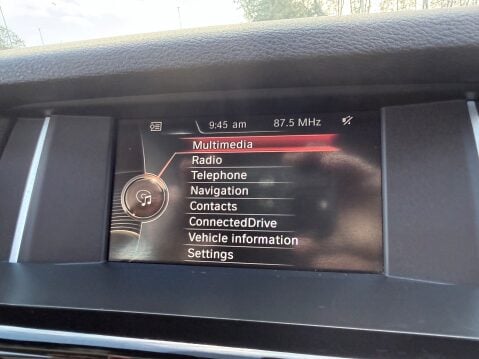 9:45 am 87.5 MHz
Multimedia
Radio
Telephone
Navigation
Contacts
ConnectedDrive
Vehicle information
Settings